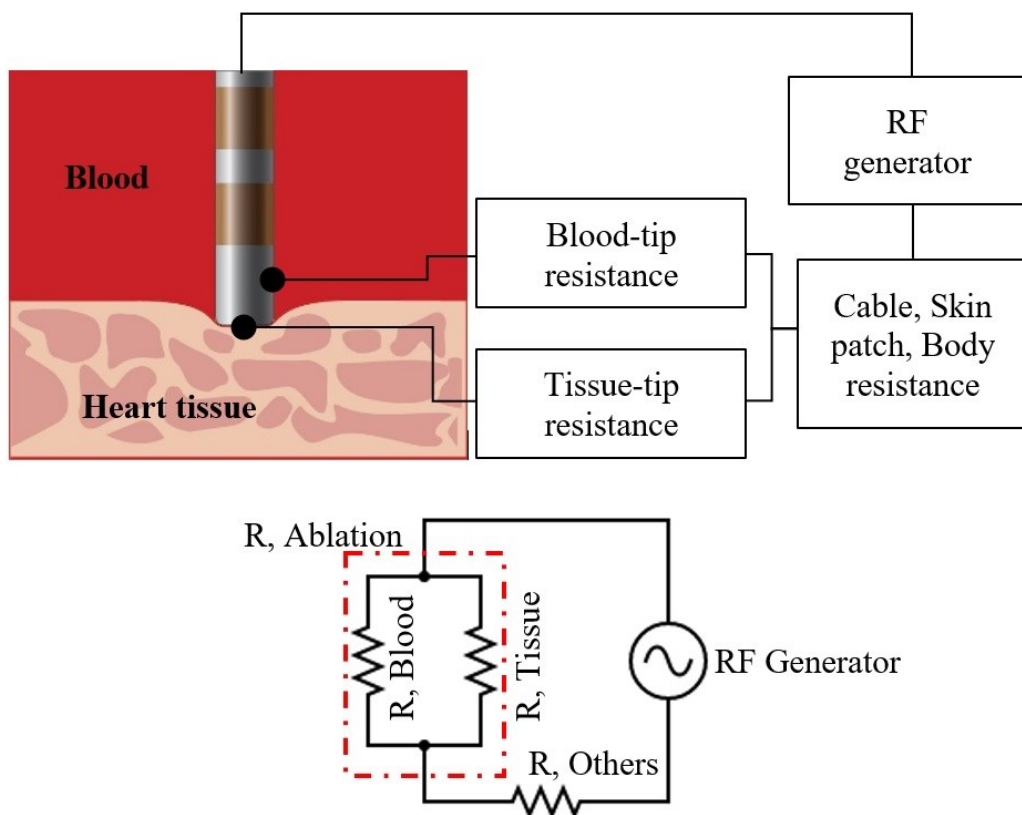 Blood
Heart tissue
RF
generator
Blood-tip
resistance
Tissue-tip
resistance
Cable, Skin
patch, Body
resistance
R, Ablation
R, Blood
R, Tissue
RF Generator
R, Others